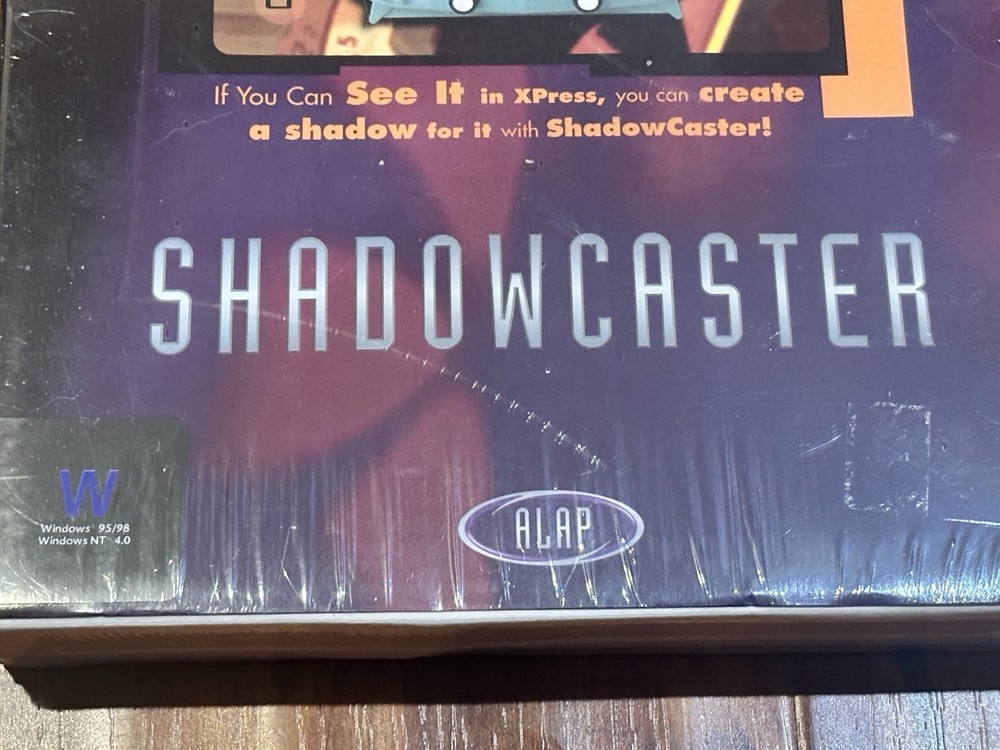 If You Can See It in XPress, you can create
a shadow for it with ShadowCaster!
SHADOWCASTER
W
Windows 95/98
Windows NT 4.0
ALAP